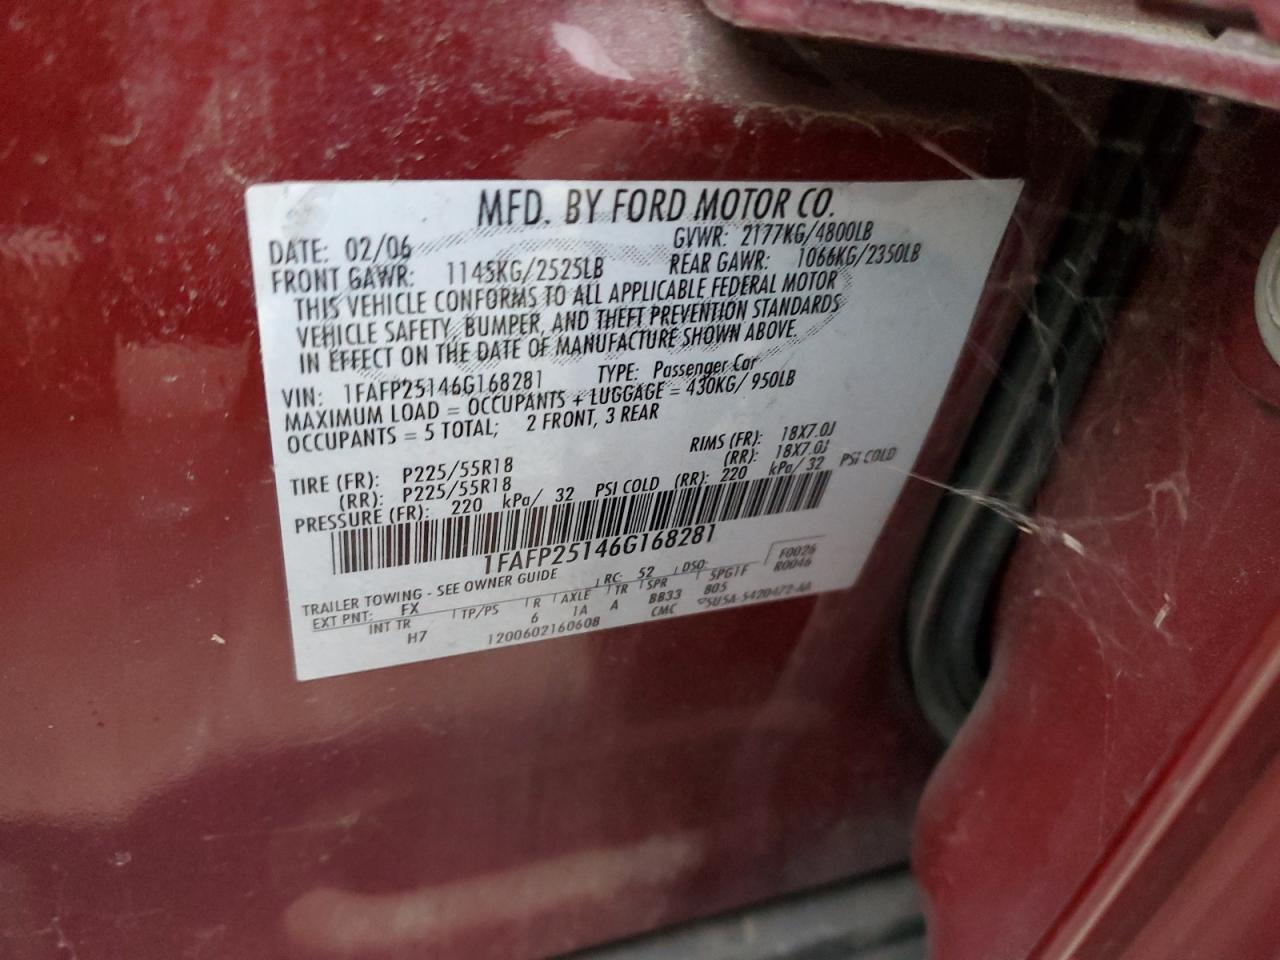 MFD. BY FORD MOTOR CO.
DATE: 02/06 GVWR: 2177KG/4800LB
FRONT GAWR: 1145KG/2525LB REAR GAWR: 1066KG/2350LB
THIS VEHICLE CONFORMS TO ALL APPLICABLE FEDERAL MOTOR
VEHICLE SAFETY, BUMPER, AND THEFT PREVENTION STANDARDS
IN EFFECT ON THE DATE OF MANUFACTURE SHOWN ABOVE.
VIN: 1FAFP25146G168281 TYPE: Passenger Car
MAXIMUM LOAD = OCCUPANTS + LUGGAGE = 430KG/ 950LB
OCCUPANTS = 5 TOTAL; 2 FRONT, 3 REAR
TIRE (FR): P225/55R18 RIMS (FR): 18X7.0J
(RR): P225/55R18 (RR): 18X7.0J
PRESSURE (FR): 220 kPa/ 32 PSI COLD (RR): 220 kPa/ 32 PSI COLD
1FAFP25146G168281
TRAILER TOWING - SEE OWNER GUIDE RC: 52 DSO: F0026
EXT PNT: FX TP/PS R AXLE TR SPR SPG1F R0046
INT TR H7 6 1A A BB33 805
1200602160608 CMC 5U5A-5420472-AA